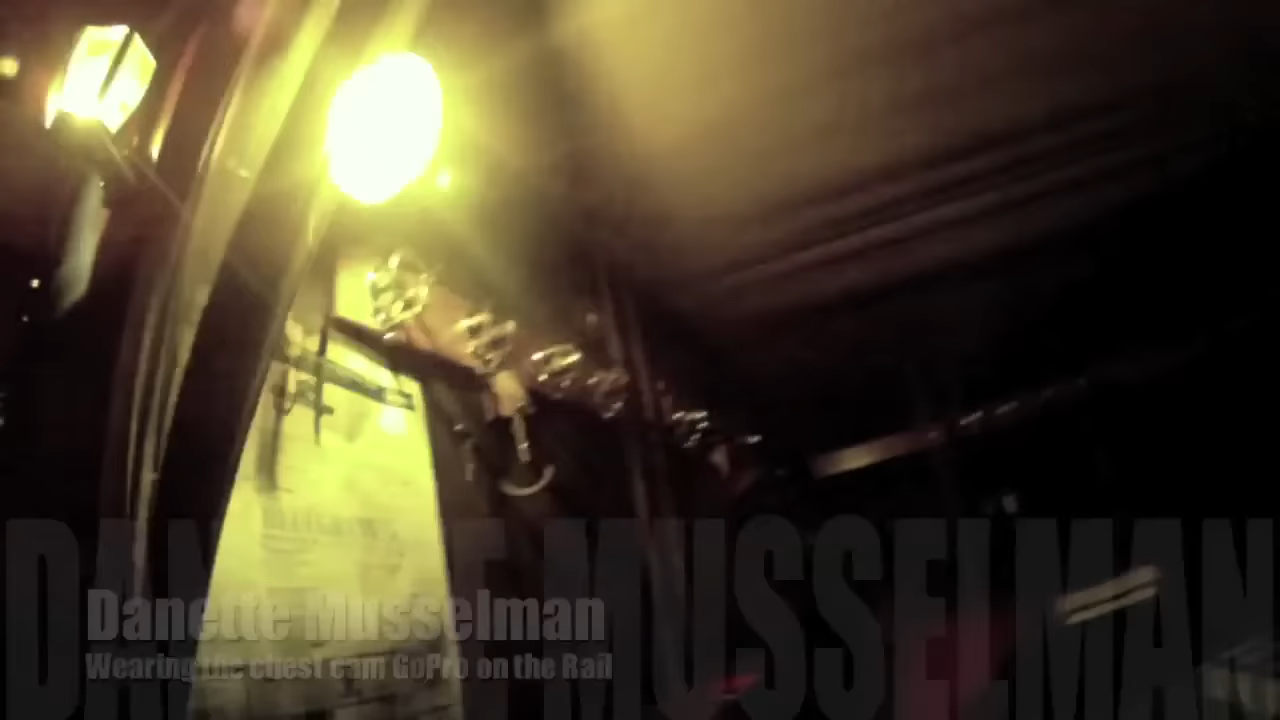 DANETTE MUSSELMAN
Danette Musselman
Wearing the chest cam GoPro on the Rail